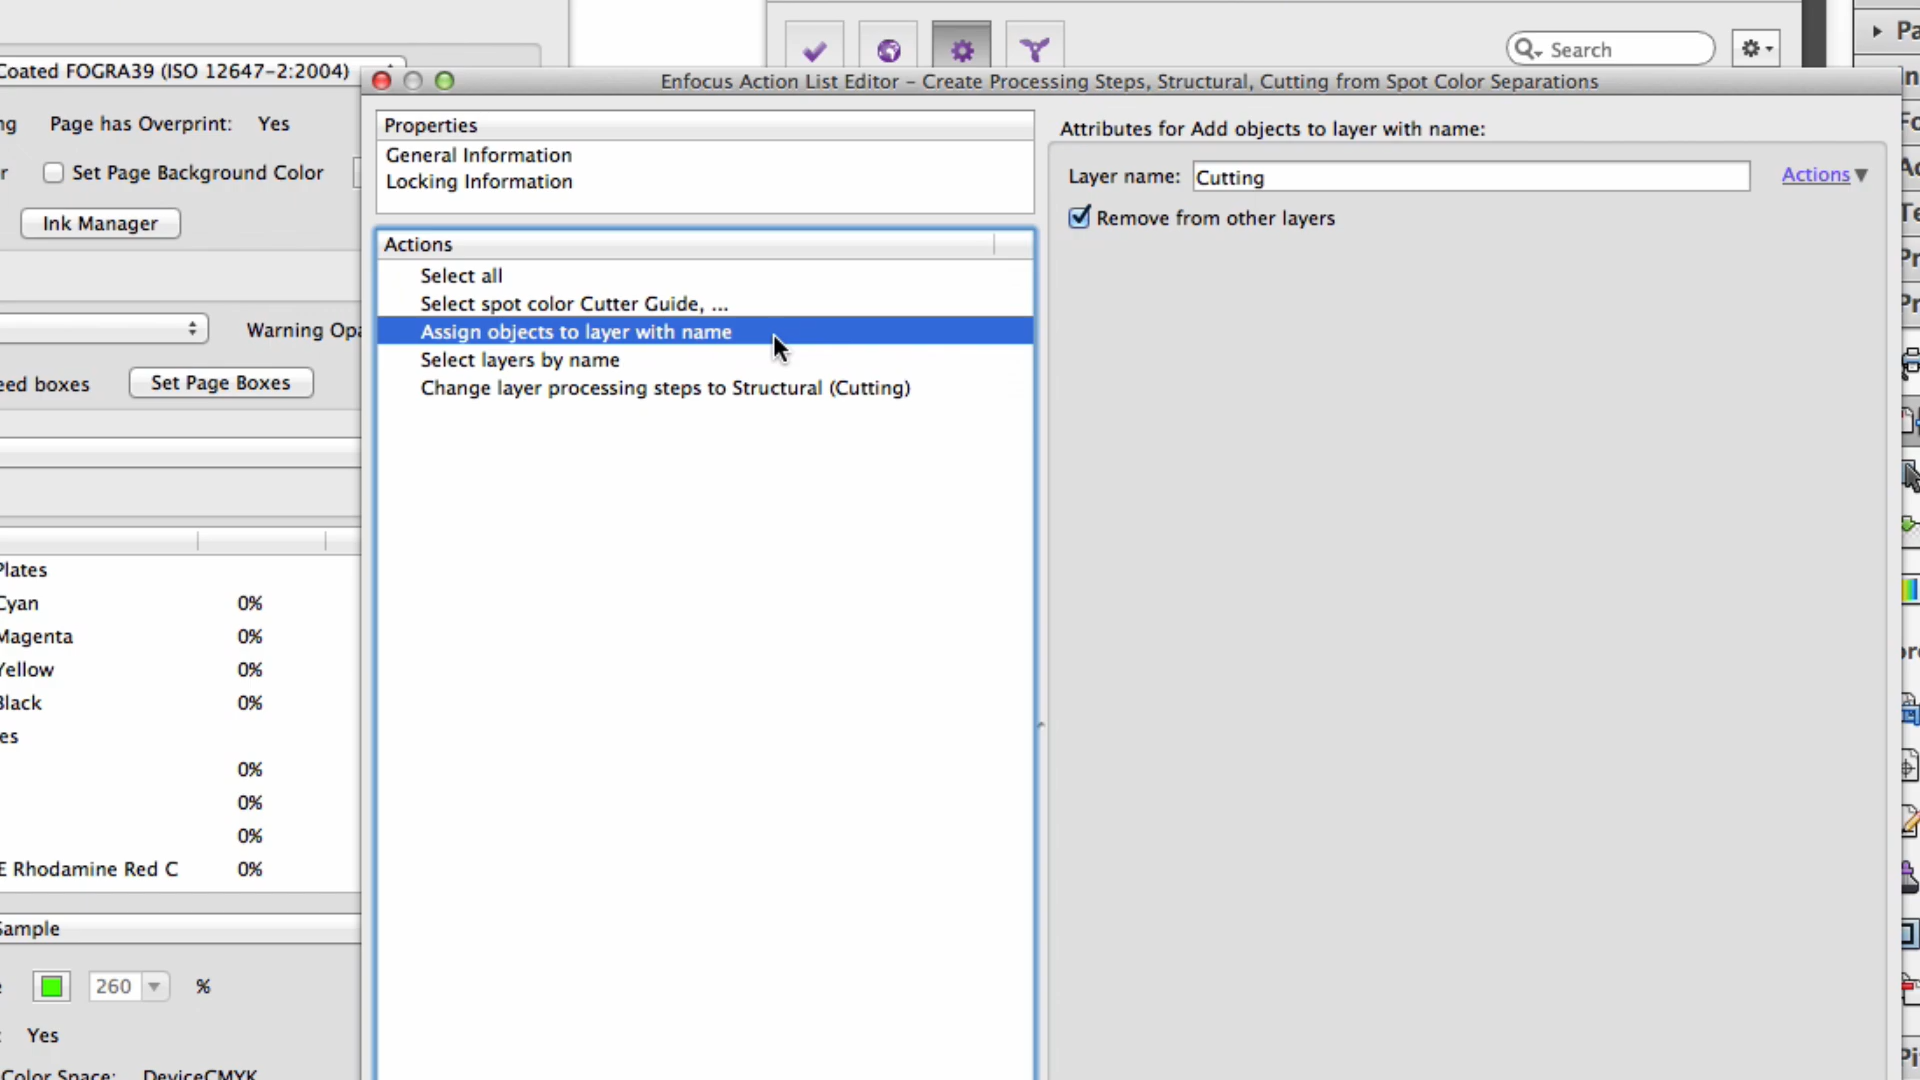 Search
Coated FOGRA39 (ISO 12647-2:2004)
Enfocus Action List Editor – Create Processing Steps, Structural, Cutting from Spot Color Separations
Page has Overprint: Yes
Set Page Background Color
Ink Manager
Warning Opa
eed boxes
Set Page Boxes
Plates
Cyan 0%
Magenta 0%
Yellow 0%
Black 0%
es
0%
0%
0%
E Rhodamine Red C 0%
Sample
260 %
Yes
Color Space: DeviceCMYK
Properties
General Information
Locking Information
Actions
Select all
Select spot color Cutter Guide, ...
Assign objects to layer with name
Select layers by name
Change layer processing steps to Structural (Cutting)
Attributes for Add objects to layer with name:
Layer name: Cutting Actions
Remove from other layers